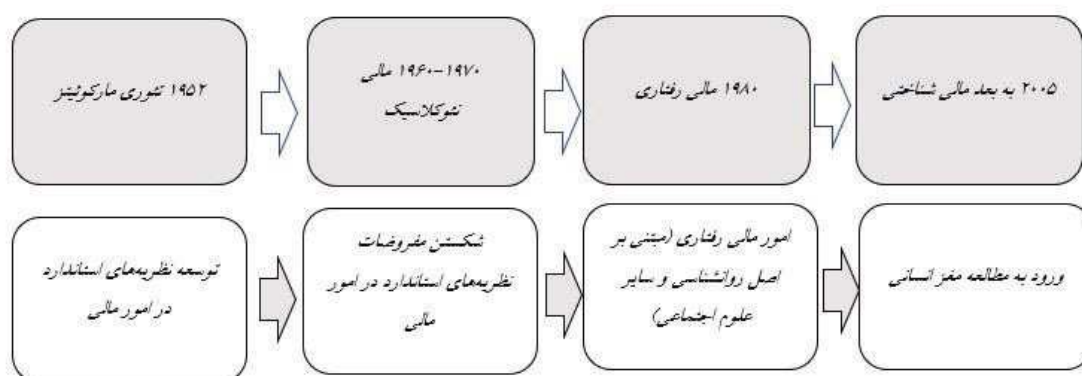 ۱۹۵۲ تئوری مارکوئیتز
۱۹۶۰-۱۹۷۰ مالی
نئوکلاسیک
۱۹۸۰ مالی رفتاری
۲۰۰۵ به بعد مالی شناختی
توسعه نظریه‌های استاندارد
در امور مالی
شکستن مفروضات
نظریه‌های استاندارد در امور
مالی
امور مالی رفتاری (مبتنی بر
اصل روانشناسی و سایر
علوم اجتماعی)
ورود به مطالعه مغز انسانی